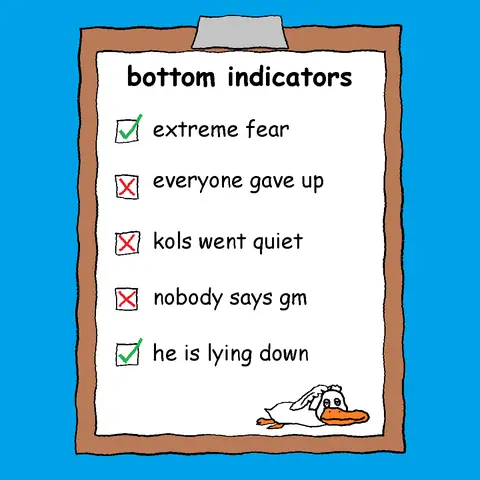 bottom indicators
extreme fear
everyone gave up
kols went quiet
nobody says gm
he is lying down